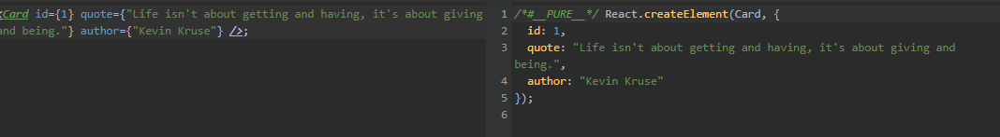 <Card id={1} quote={"Life isn't about getting and having, it's about giving
and being."} author={"Kevin Kruse"} />;
1 /*#__PURE__*/ React.createElement(Card, {
2 id: 1,
3 quote: "Life isn't about getting and having, it's about giving and
being.",
4 author: "Kevin Kruse"
5 });
6